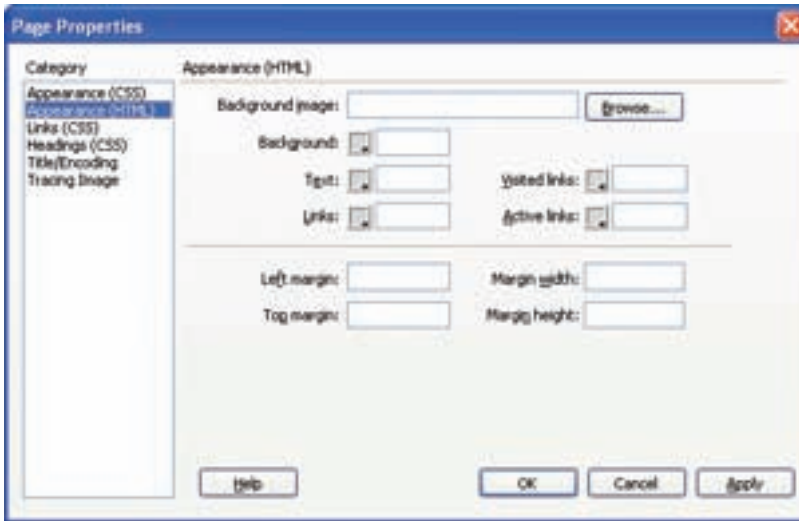 Page Properties
Category
Appearance (CSS)
Appearance (HTML)
Links (CSS)
Headings (CSS)
Title/Encoding
Tracing Image
Appearance (HTML)
Background image:
Browse...
Background:
Text:
Visited links:
Links:
Active links:
Left margin:
Margin width:
Top margin:
Margin height:
Help
OK
Cancel
Apply